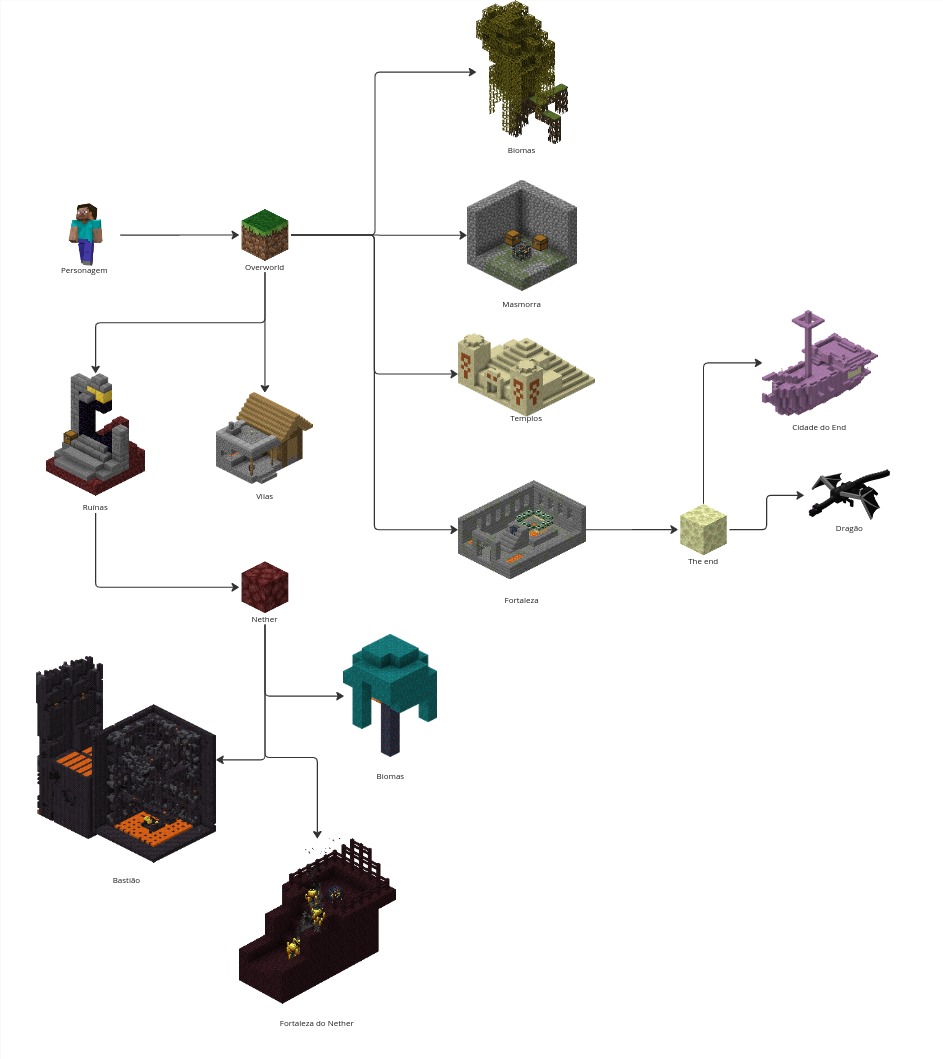 Biomas
Personagem
Overworld
Masmorra
Templos
Cidade do End
Ruínas
Vilas
Dragão
The end
Fortaleza
Nether
Biomas
Bastião
Fortaleza do Nether